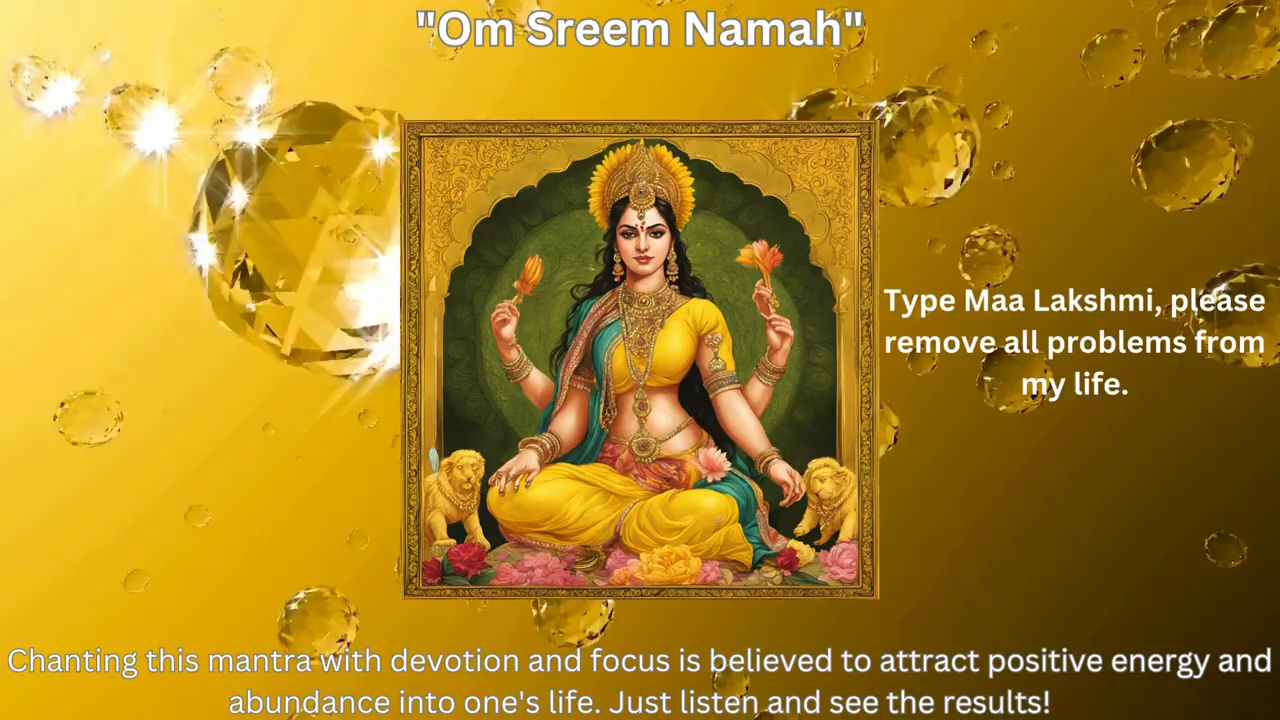 "Om Sreem Namah"
Type Maa Lakshmi, please
remove all problems from
my life.
Chanting this mantra with devotion and focus is believed to attract positive energy and
abundance into one's life. Just listen and see the results!